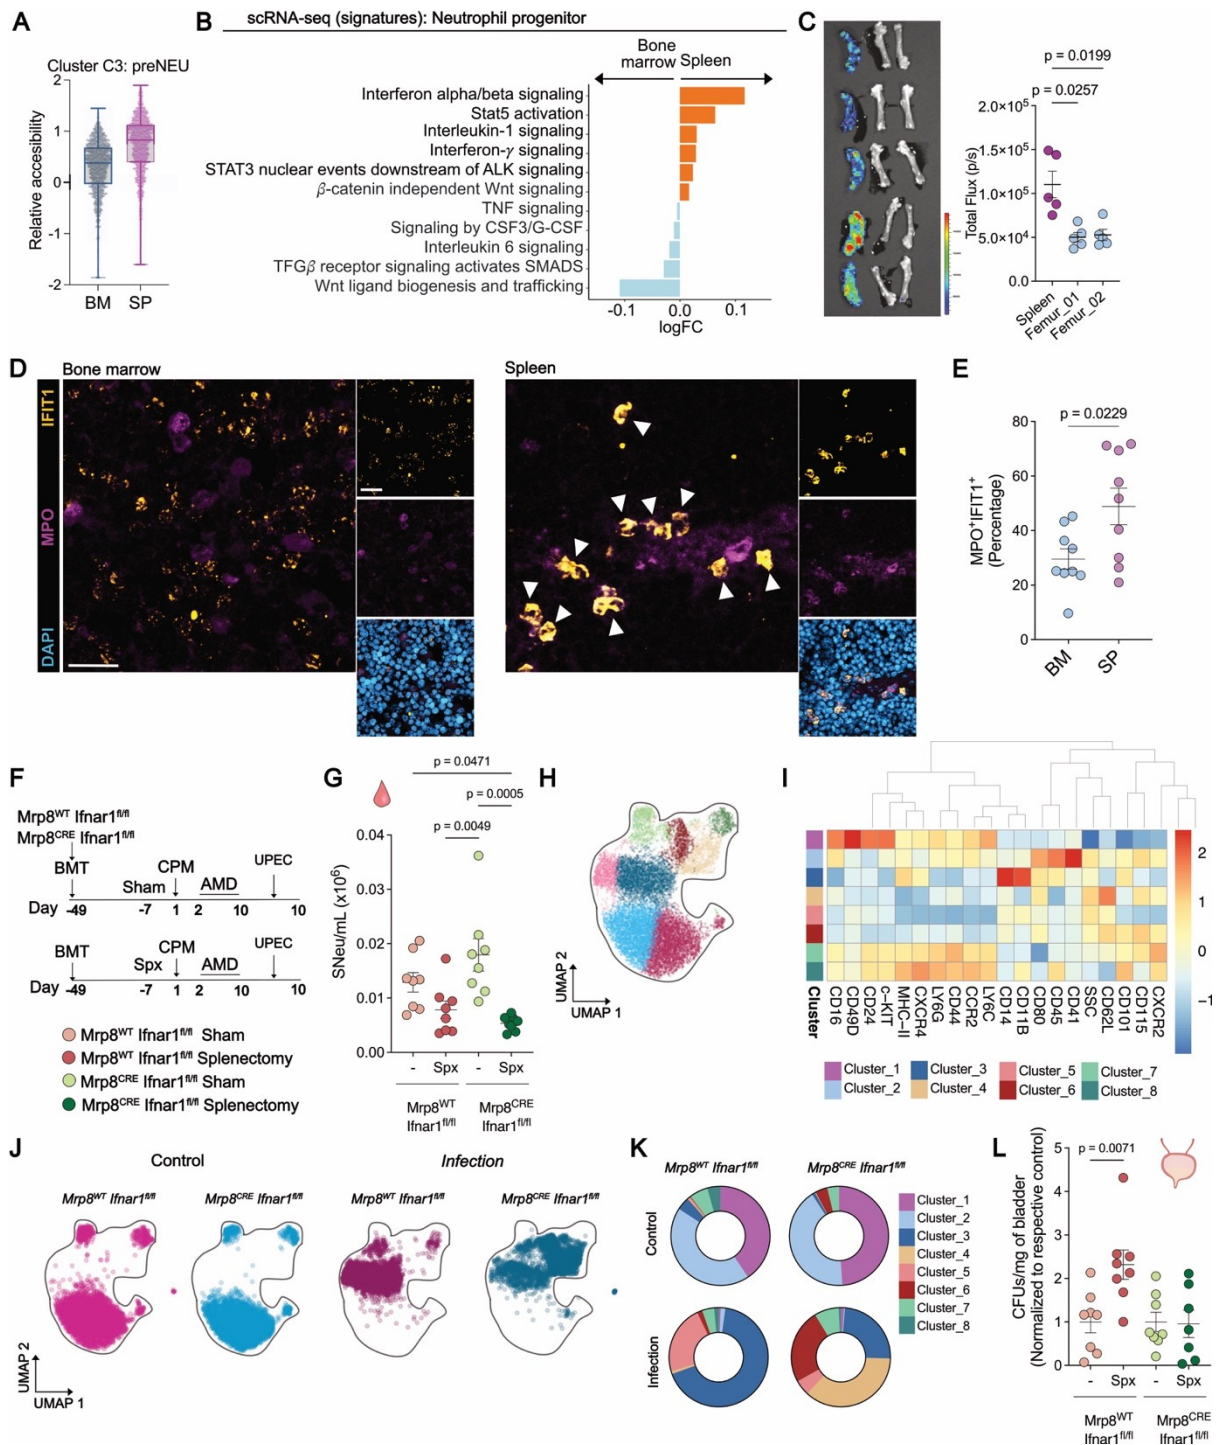 A
Cluster C3: preNEU
Relative accesibility
2
1
0
-1
-2
BM
SP
B
scRNA-seq (signatures): Neutrophil progenitor
Bone
marrow
Spleen
Interferon alpha/beta signaling
Stat5 activation
Interleukin-1 signaling
Interferon-γ signaling
STAT3 nuclear events downstream of ALK signaling
β-catenin independent Wnt signaling
TNF signaling
Signaling by CSF3/G-CSF
Interleukin 6 signaling
TFGβ receptor signaling activates SMADS
Wnt ligand biogenesis and trafficking
-0.1
0.0
0.1
logFC
C
p = 0.0199
p = 0.0257
Total Flux (p/s)
2.0×10⁵
1.5×10⁵
1.0×10⁵
5.0×10⁴
0.0
Spleen
Femur_01
Femur_02
D
Bone marrow
Spleen
IFIT1
MPO
DAPI
E
p = 0.0229
MPO⁺IFIT1⁺
(Percentage)
80
60
40
20
0
BM
SP
F
Mrp8ᵂᵀ Ifnar1ᶠˡ/ᶠˡ
Mrp8ᶜᴿᴱ Ifnar1ᶠˡ/ᶠˡ
BMT
Sham
CPM
AMD
UPEC
Day -49 -7 1 2 10 10
BMT
Spx
CPM
AMD
UPEC
Day -49 -7 1 2 10 10
Mrp8ᵂᵀ Ifnar1ᶠˡ/ᶠˡ Sham
Mrp8ᵂᵀ Ifnar1ᶠˡ/ᶠˡ Splenectomy
Mrp8ᶜᴿᴱ Ifnar1ᶠˡ/ᶠˡ Sham
Mrp8ᶜᴿᴱ Ifnar1ᶠˡ/ᶠˡ Splenectomy
G
p = 0.0471
p = 0.0005
p = 0.0049
SNeu/mL (x10⁶)
0.04
0.03
0.02
0.01
0.00
- Spx - Spx
Mrp8ᵂᵀ
Ifnar1ᶠˡ/ᶠˡ
Mrp8ᶜᴿᴱ
Ifnar1ᶠˡ/ᶠˡ
H
UMAP 2
UMAP 1
I
2
1
0
−1
Cluster
CD16
CD49D
CD24
c-KIT
MHC-II
CXCR4
LY6G
CD44
CCR2
LY6C
CD14
CD11B
CD80
CD45
CD41
SSC
CD62L
CD101
CD115
CXCR2
Cluster_1
Cluster_2
Cluster_3
Cluster_4
Cluster_5
Cluster_6
Cluster_7
Cluster_8
J
Control
Infection
Mrp8ᵂᵀ Ifnar1ᶠˡ/ᶠˡ
Mrp8ᶜᴿᴱ Ifnar1ᶠˡ/ᶠˡ
Mrp8ᵂᵀ Ifnar1ᶠˡ/ᶠˡ
Mrp8ᶜᴿᴱ Ifnar1ᶠˡ/ᶠˡ
UMAP 2
UMAP 1
K
Mrp8ᵂᵀ Ifnar1ᶠˡ/ᶠˡ
Mrp8ᶜᴿᴱ Ifnar1ᶠˡ/ᶠˡ
Control
Infection
Cluster_1
Cluster_2
Cluster_3
Cluster_4
Cluster_5
Cluster_6
Cluster_7
Cluster_8
L
p = 0.0071
CFUs/mg of bladder
(Normalized to respective control)
5
4
3
2
1
0
- Spx - Spx
Mrp8ᵂᵀ
Ifnar1ᶠˡ/ᶠˡ
Mrp8ᶜᴿᴱ
Ifnar1ᶠˡ/ᶠˡ